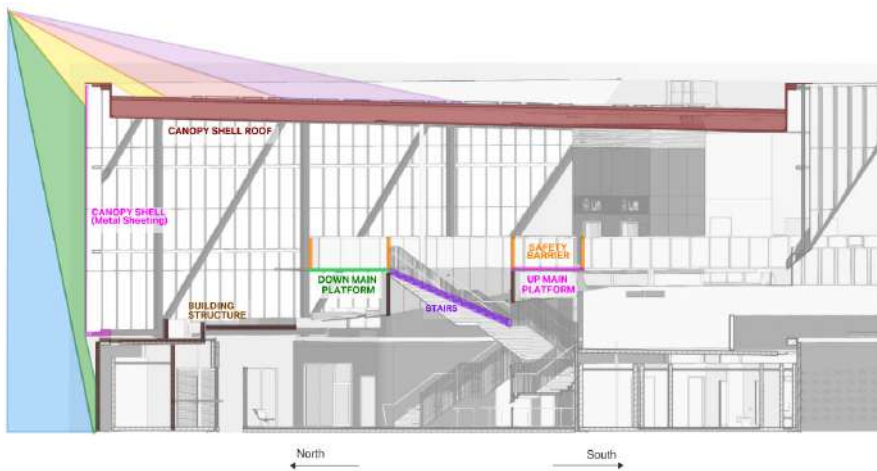 CANOPY SHELL ROOF
CANOPY SHELL
(Metal Sheeting)
SAFETY
BARRIER
DOWN MAIN
PLATFORM
UP MAIN
PLATFORM
BUILDING
STRUCTURE
STAIRS
North
South